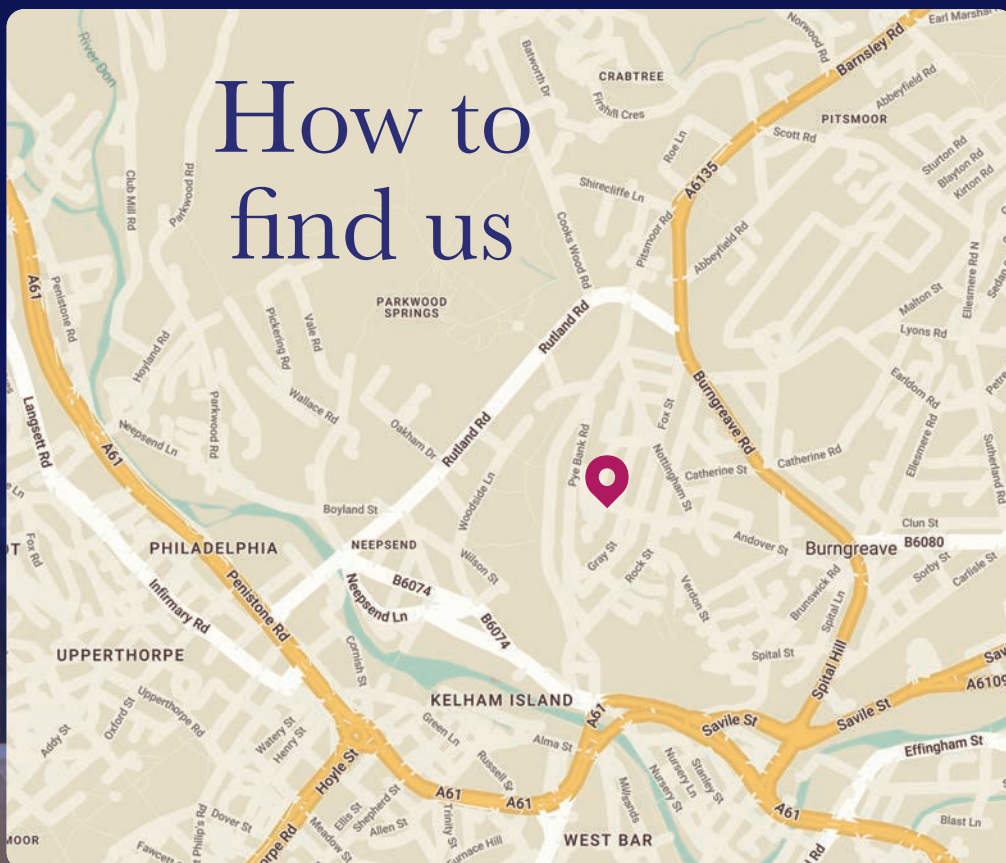 How to
find us
River Don
Batworth Dr
CRABTREE
Firshill Cres
Norwood Rd
Barnsley Rd
Earl Marshal
Abbeyfield Rd
PITSMOOR
Scott Rd
Roe Ln
A6135
Shirecliffe Ln
Sturton Rd
Blayton Rd
Kirton Rd
Club Mill Rd
Parkwood Rd
Cooks Wood Rd
Pitsmoor Rd
Abbeyfield Rd
Ellesmere Rd N
A61
Penistone Rd
PARKWOOD
SPRINGS
Malton St
Lyons Rd
Rutland Rd
Hoyland Rd
Pickering Rd
Vale Rd
Wallace Rd
Parkwood Rd
Oakham Dr
Rutland Rd
Burngreave Rd
Earldom Rd
Ellesmere Rd
Sutherland Rd
Langsett Rd
A61
Neepsend Ln
Woodside Ln
Pye Bank Rd
Fox St
Nottingham St
Catherine St
Catherine Rd
Fox Rd
PHILADELPHIA
Boyland St
NEEPSEND
Wilson St
Gray St
Rock St
Andover St
Burngreave
B6080
Clun St
Sorby St
Carlisle St
Infirmary Rd
Penistone Rd
Neepsend Ln
B6074
B6074
Verdon St
Brunswick Rd
Spital Ln
Spital St
Spital Hill
UPPERTHORPE
Cornish St
KELHAM ISLAND
A61
Savile St
Savile St
A6109
Addy St
Oxford St
Upperthorpe Rd
Watery St
Henry St
Hoyle St
Green Ln
Russell St
Alma St
Millsands
Nursery Ln
Nursery St
Stanley St
Effingham St
A61
A61
A61
Dover St
Ellis St
Shepherd St
Meadow St
Allen St
Trinity St
WEST BAR
Blast Ln